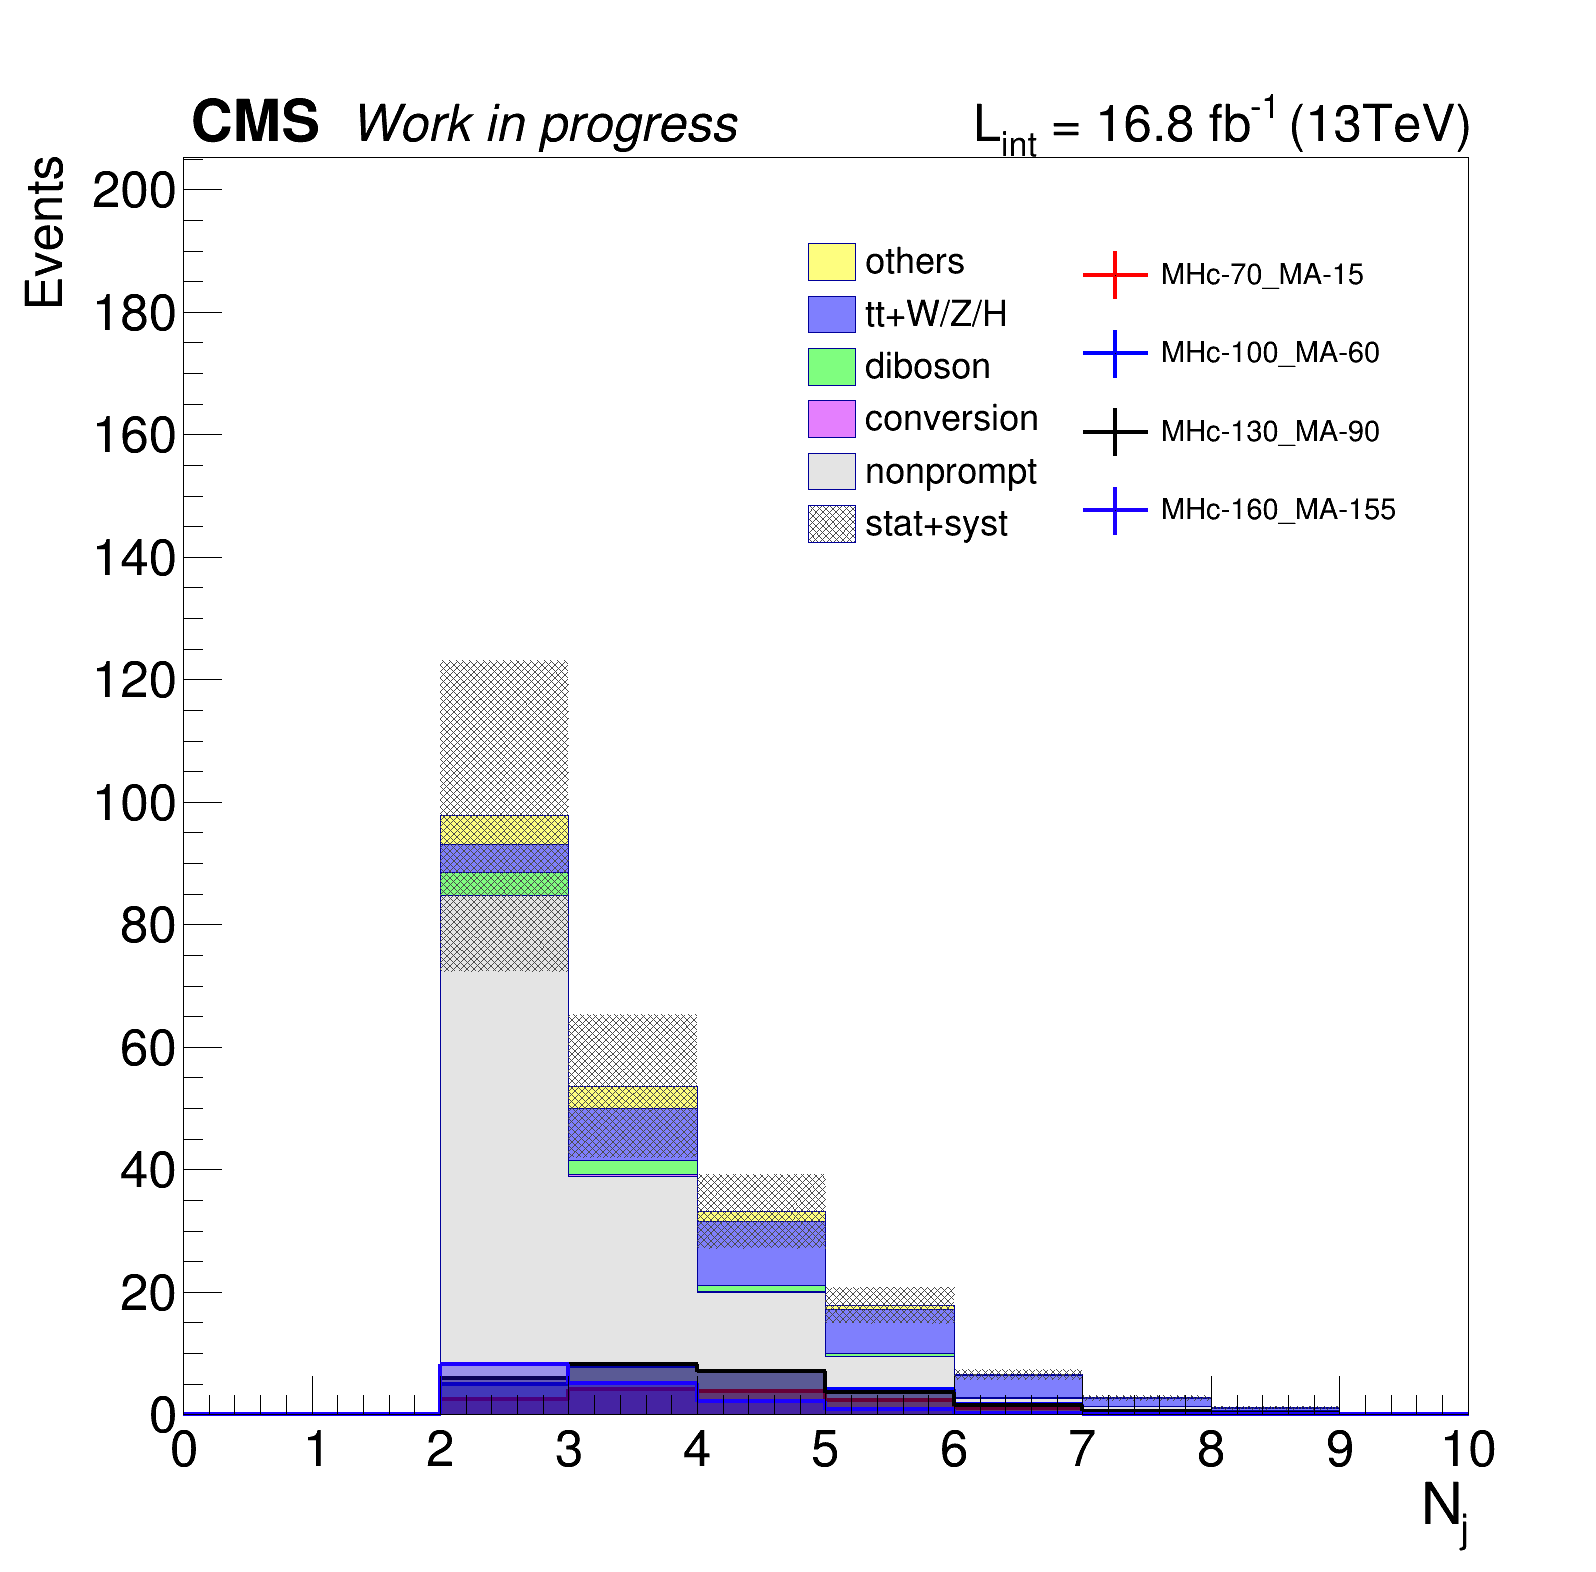 CMS Work in progress L_int = 16.8 fb^-1 (13TeV)
Events
200
180
160
140
120
100
80
60
40
20
0
others
tt+W/Z/H
diboson
conversion
nonprompt
stat+syst
MHc-70_MA-15
MHc-100_MA-60
MHc-130_MA-90
MHc-160_MA-155
0 1 2 3 4 5 6 7 8 9 10
N_j